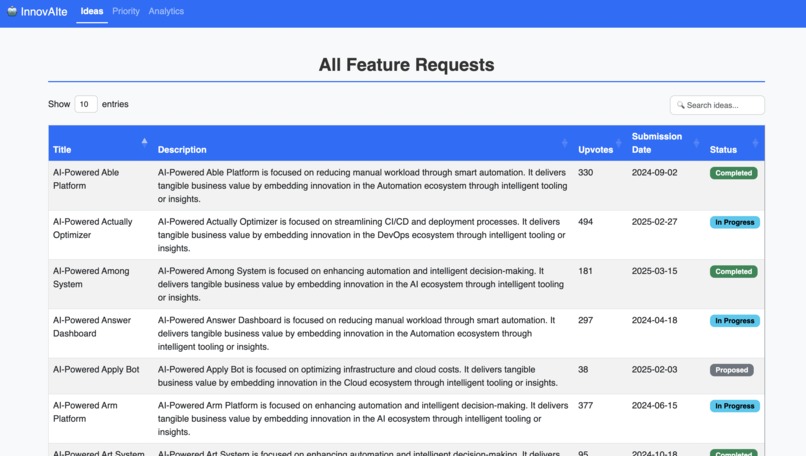 InnovAIte Ideas Priority Analytics
All Feature Requests
Show 10 entries
Search ideas...
Title Description Upvotes Submission Date Status
AI-Powered Able Platform
AI-Powered Able Platform is focused on reducing manual workload through smart automation. It delivers
tangible business value by embedding innovation in the Automation ecosystem through intelligent tooling
or insights.
330 2024-09-02 Completed
AI-Powered Actually Optimizer
AI-Powered Actually Optimizer is focused on streamlining CI/CD and deployment processes. It delivers
tangible business value by embedding innovation in the DevOps ecosystem through intelligent tooling or
insights.
494 2025-02-27 In Progress
AI-Powered Among System
AI-Powered Among System is focused on enhancing automation and intelligent decision-making. It
delivers tangible business value by embedding innovation in the AI ecosystem through intelligent tooling
or insights.
181 2025-03-15 Completed
AI-Powered Answer Dashboard
AI-Powered Answer Dashboard is focused on reducing manual workload through smart automation. It
delivers tangible business value by embedding innovation in the Automation ecosystem through
intelligent tooling or insights.
297 2024-04-18 In Progress
AI-Powered Apply Bot
AI-Powered Apply Bot is focused on optimizing infrastructure and cloud costs. It delivers tangible
business value by embedding innovation in the Cloud ecosystem through intelligent tooling or insights.
38 2025-02-03 Proposed
AI-Powered Arm Platform
AI-Powered Arm Platform is focused on enhancing automation and intelligent decision-making. It delivers
tangible business value by embedding innovation in the AI ecosystem through intelligent tooling or
insights.
377 2024-06-15 In Progress
AI-Powered Art System
AI-Powered Art System is focused on enhancing automation and intelligent decision-making. It delivers
95 2024-10-18 Completed